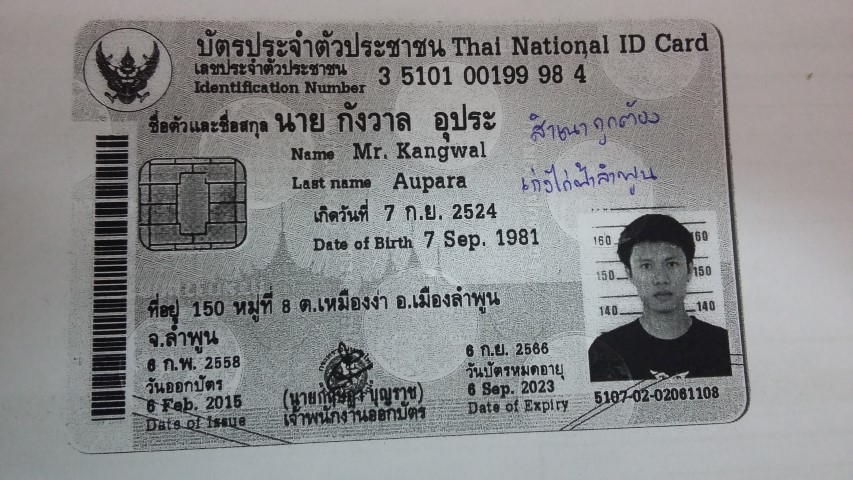 บัตรประจำตัวประชาชน Thai National ID Card
เลขประจำตัวประชาชน
Identification Number 3 5101 00199 98 4
ชื่อตัวและชื่อสกุล นาย กังวาล อุประ
Name Mr. Kangwal
Last name Aupara
สำเนาถูกต้อง
เกิดวันที่ 7 ก.ย. 2524
Date of Birth 7 Sep. 1981
ที่อยู่ 150 หมู่ที่ 8 ต.เหมืองง่า อ.เมืองลำพูน
จ.ลำพูน
6 ก.พ. 2558
วันออกบัตร
6 Feb. 2015
Date of Issue
เจ้าพนักงานออกบัตร
6 ก.ย. 2566
วันบัตรหมดอายุ
6 Sep. 2023
Date of Expiry
160 60
150 150
140 140
5107-02-02061108